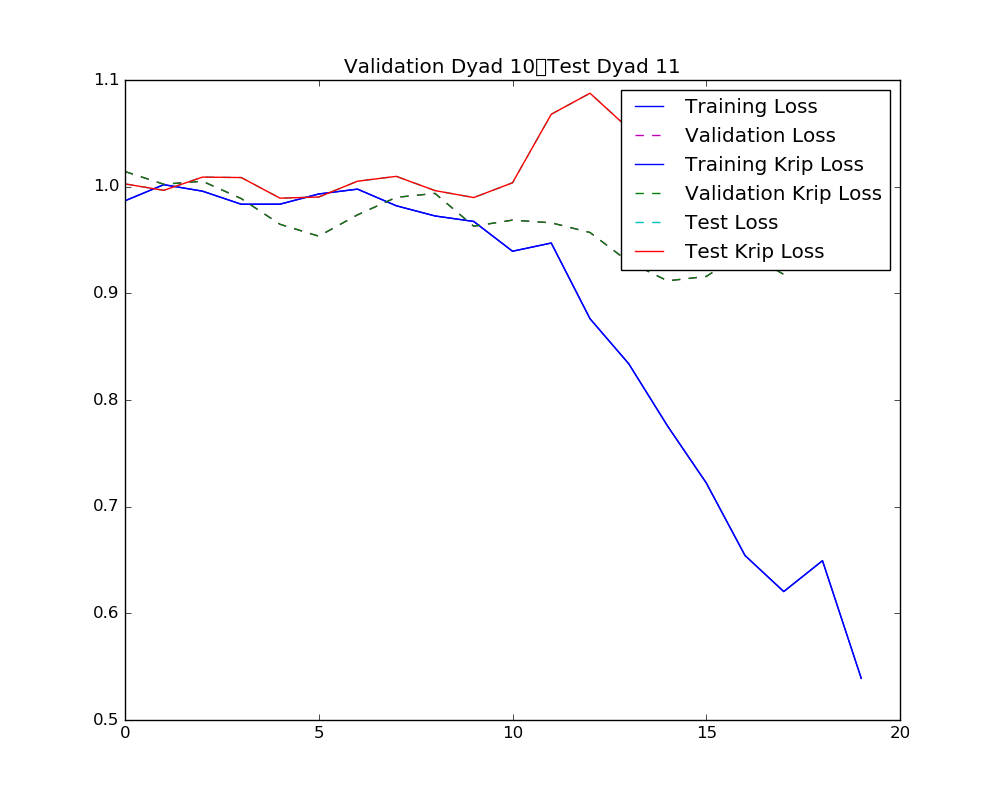 Validation Dyad 10▯Test Dyad 11
1.1
1.0
0.9
0.8
0.7
0.6
0.5
0
5
10
15
20
Training Loss
Validation Loss
Training Krip Loss
Validation Krip Loss
Test Loss
Test Krip Loss